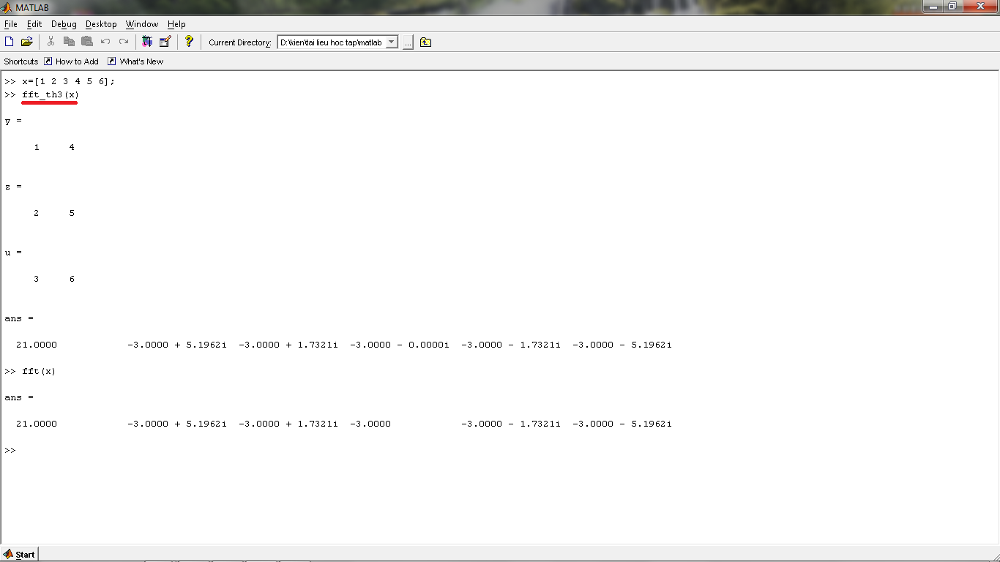 MATLAB
File Edit Debug Desktop Window Help
Current Directory: D:\kien\tai lieu hoc tap\matlab ...
Shortcuts How to Add What's New
>> x=[1 2 3 4 5 6];
>> fft_th3(x)
y =
1 4
z =
2 5
u =
3 6
ans =
21.0000 -3.0000 + 5.1962i -3.0000 + 1.7321i -3.0000 - 0.0000i -3.0000 - 1.7321i -3.0000 - 5.1962i
>> fft(x)
ans =
21.0000 -3.0000 + 5.1962i -3.0000 + 1.7321i -3.0000 -3.0000 - 1.7321i -3.0000 - 5.1962i
>>
Start